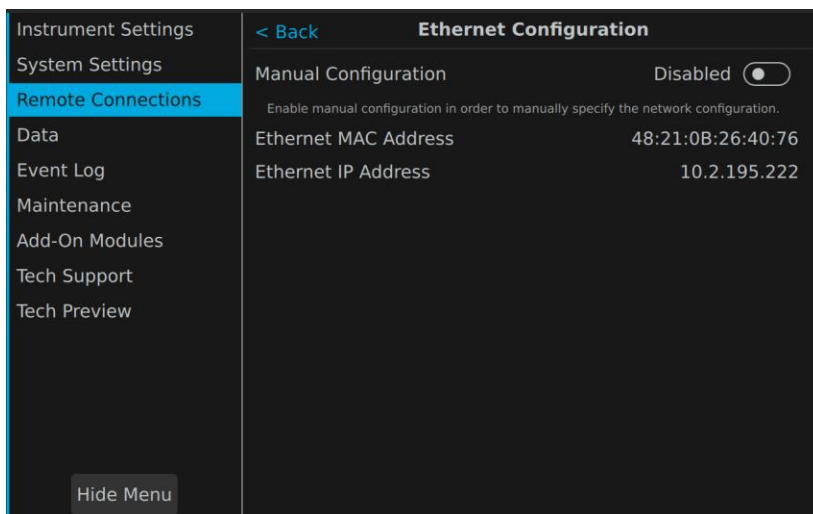 Instrument Settings
System Settings
Remote Connections
Data
Event Log
Maintenance
Add-On Modules
Tech Support
Tech Preview
Hide Menu
< Back
Ethernet Configuration
Manual Configuration Disabled
Enable manual configuration in order to manually specify the network configuration.
Ethernet MAC Address 48:21:0B:26:40:76
Ethernet IP Address 10.2.195.222